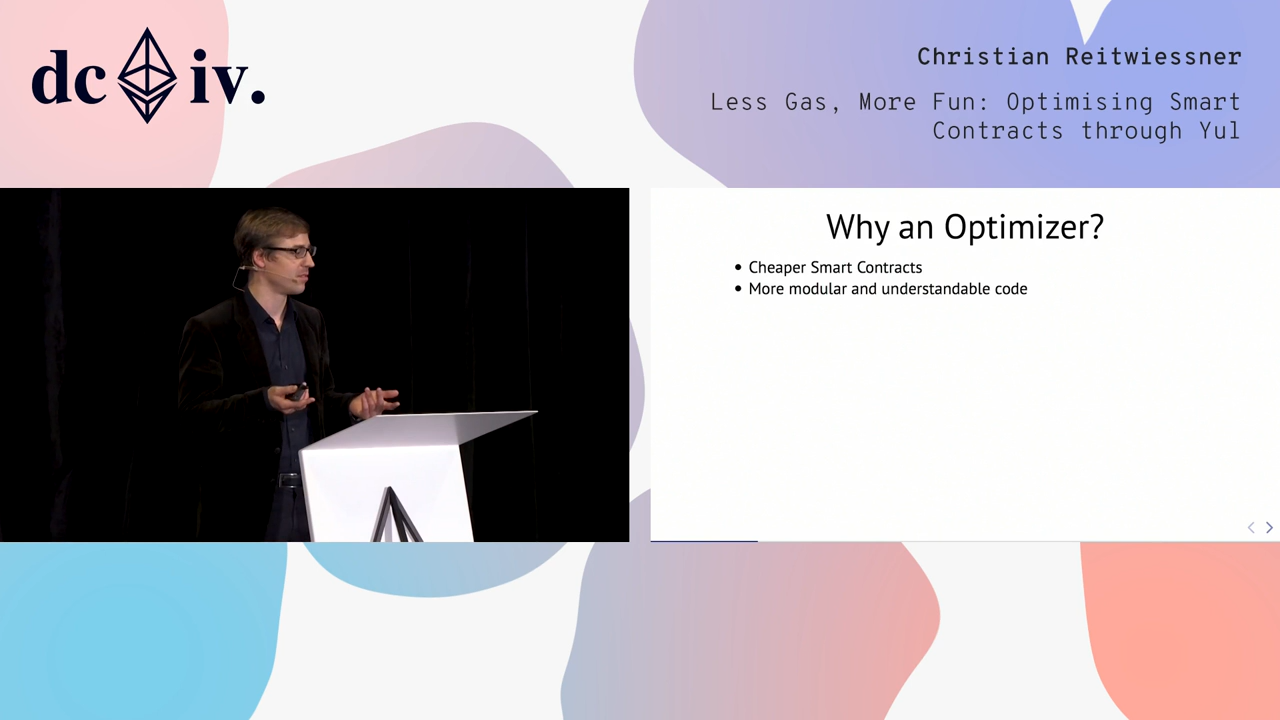 dc iv.
Christian Reitwiessner
Less Gas, More Fun: Optimising Smart
Contracts through Yul
Why an Optimizer?
• Cheaper Smart Contracts
• More modular and understandable code